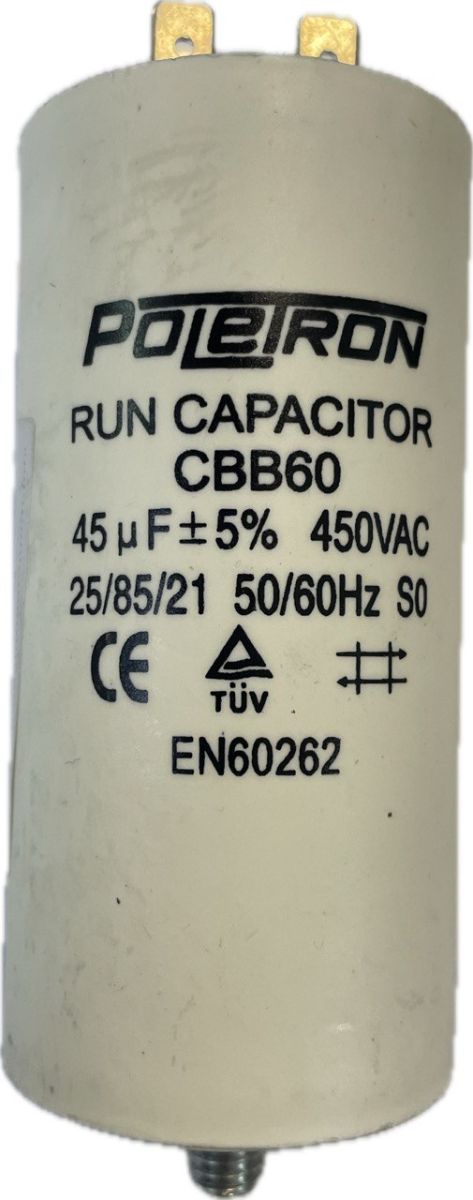 POLETRON
RUN CAPACITOR
CBB60
45 µF ± 5% 450VAC
25/85/21 50/60Hz S0
CE TÜV
EN60262